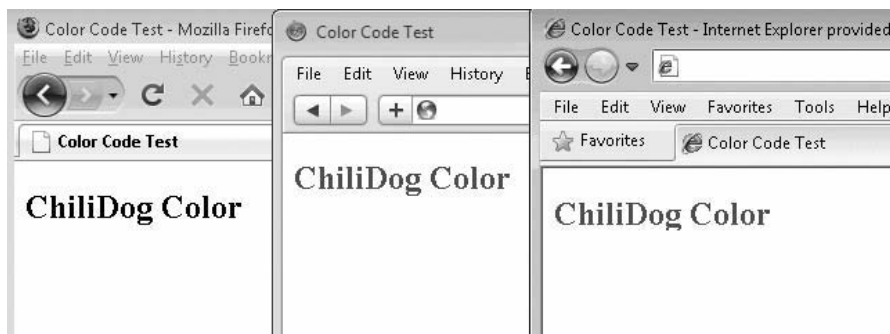 Color Code Test - Mozilla Firefo
File Edit View History Bookr
Color Code Test
ChiliDog Color
Color Code Test
File Edit View History
ChiliDog Color
Color Code Test - Internet Explorer provided
File Edit View Favorites Tools Help
Favorites
Color Code Test
ChiliDog Color